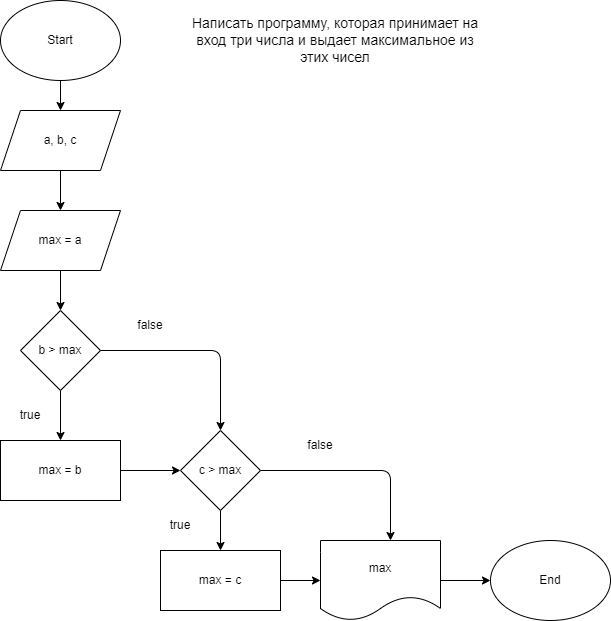 Start
Написать программу, которая принимает на
вход три числа и выдает максимальное из
этих чисел
a, b, c
max = a
false
b > max
true
false
max = b
c > max
true
max
max = c
End